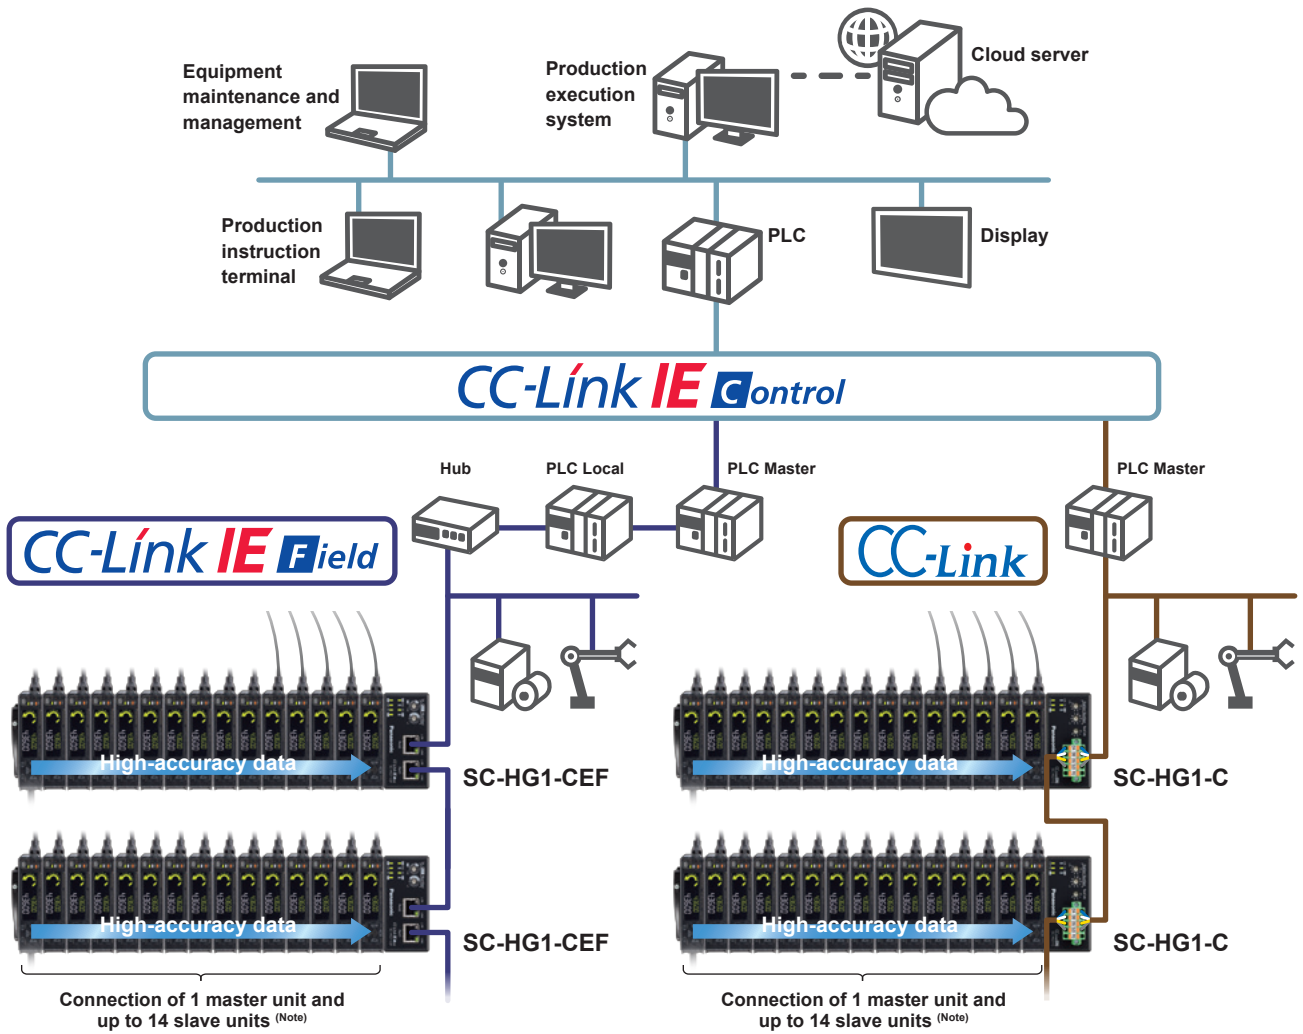 Equipment
maintenance and
management
Production
execution
system
Cloud server
Production
instruction
terminal
PLC
Display
CC-Link IE Control
Hub
PLC Local
PLC Master
PLC Master
CC-Link IE Field
CC-Link
High-accuracy data
SC-HG1-CEF
High-accuracy data
SC-HG1-C
High-accuracy data
SC-HG1-CEF
High-accuracy data
SC-HG1-C
Connection of 1 master unit and
up to 14 slave units (Note)
Connection of 1 master unit and
up to 14 slave units (Note)